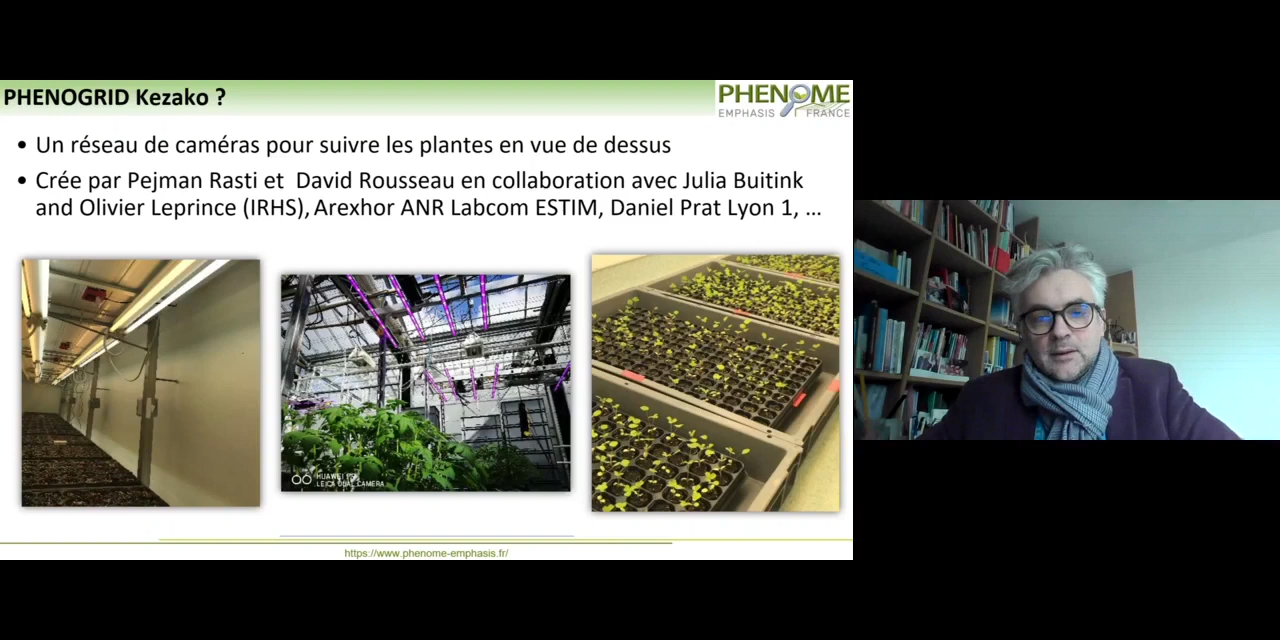 PHENOGRID Kezako ?
PHENOME
EMPHASIS FRANCE
• Un réseau de caméras pour suivre les plantes en vue de dessus
• Crée par Pejman Rasti et David Rousseau en collaboration avec Julia Buitink
and Olivier Leprince (IRHS), Arexhor ANR Labcom ESTIM, Daniel Prat Lyon 1, ...
LEICA DUAL CAMERA
https://www.phenome-emphasis.fr/